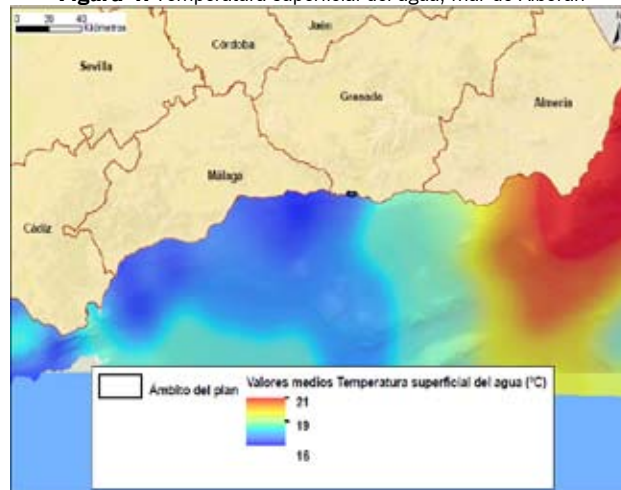 Temperatura superficial del agua, mar de Alborán
0 20 40
Kilómetros
N
Jaén
Córdoba
Sevilla
Granada
Almería
Málaga
Cádiz
Ámbito del plan
Valores medios Temperatura superficial del agua (ºC)
21
19
16